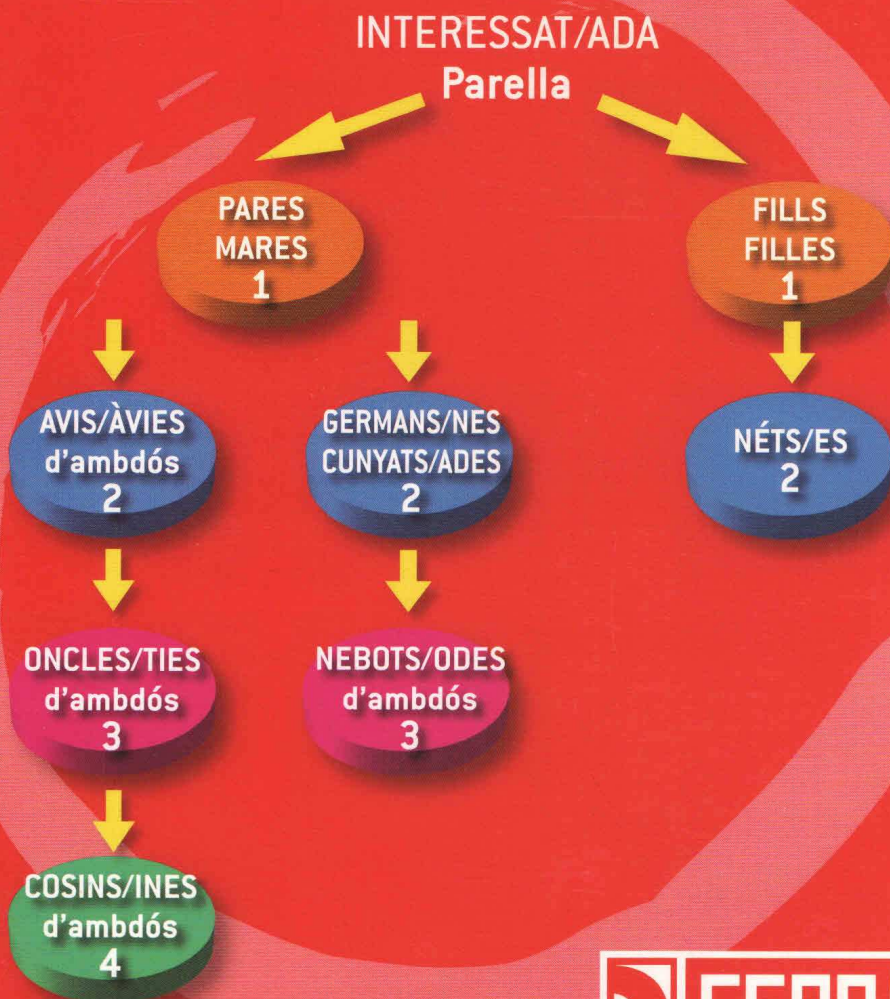 INTERESSAT/ADA
Parella
PARES
MARES
1
FILLS
FILLES
1
AVIS/ÀVIES
d'ambdós
2
GERMANS/NES
CUNYATS/ADES
2
NÉTS/ES
2
ONCLES/TIES
d'ambdós
3
NEBOTS/ODES
d'ambdós
3
COSINS/INES
d'ambdós
4